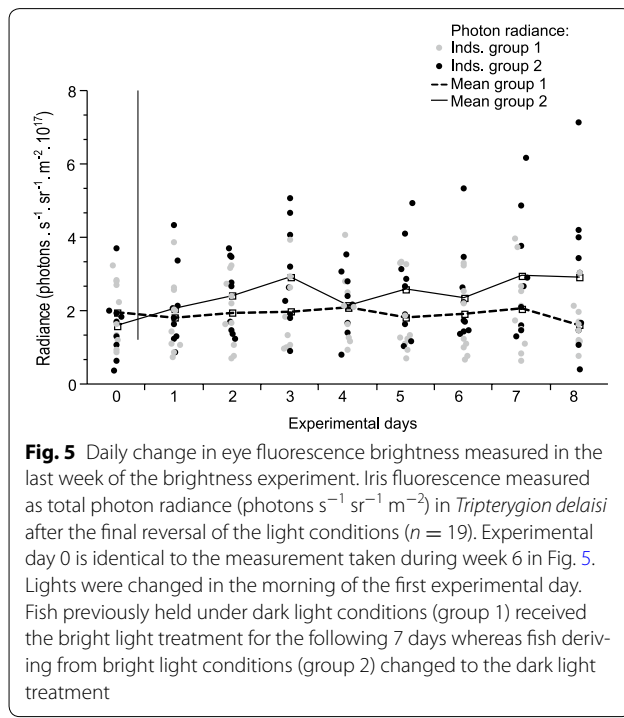 Photon radiance:
Inds. group 1
Inds. group 2
Mean group 1
Mean group 2
8
6
4
2
0
Radiance (photons . s⁻¹. sr⁻¹. m⁻². 10¹⁷)
0 1 2 3 4 5 6 7 8
Experimental days
Fig. 5 Daily change in eye fluorescence brightness measured in the
last week of the brightness experiment. Iris fluorescence measured
as total photon radiance (photons s⁻¹ sr⁻¹ m⁻²) in Tripterygion delaisi
after the final reversal of the light conditions (n = 19). Experimental
day 0 is identical to the measurement taken during week 6 in Fig. 5.
Lights were changed in the morning of the first experimental day.
Fish previously held under dark light conditions (group 1) received
the bright light treatment for the following 7 days whereas fish deriv-
ing from bright light conditions (group 2) changed to the dark light
treatment